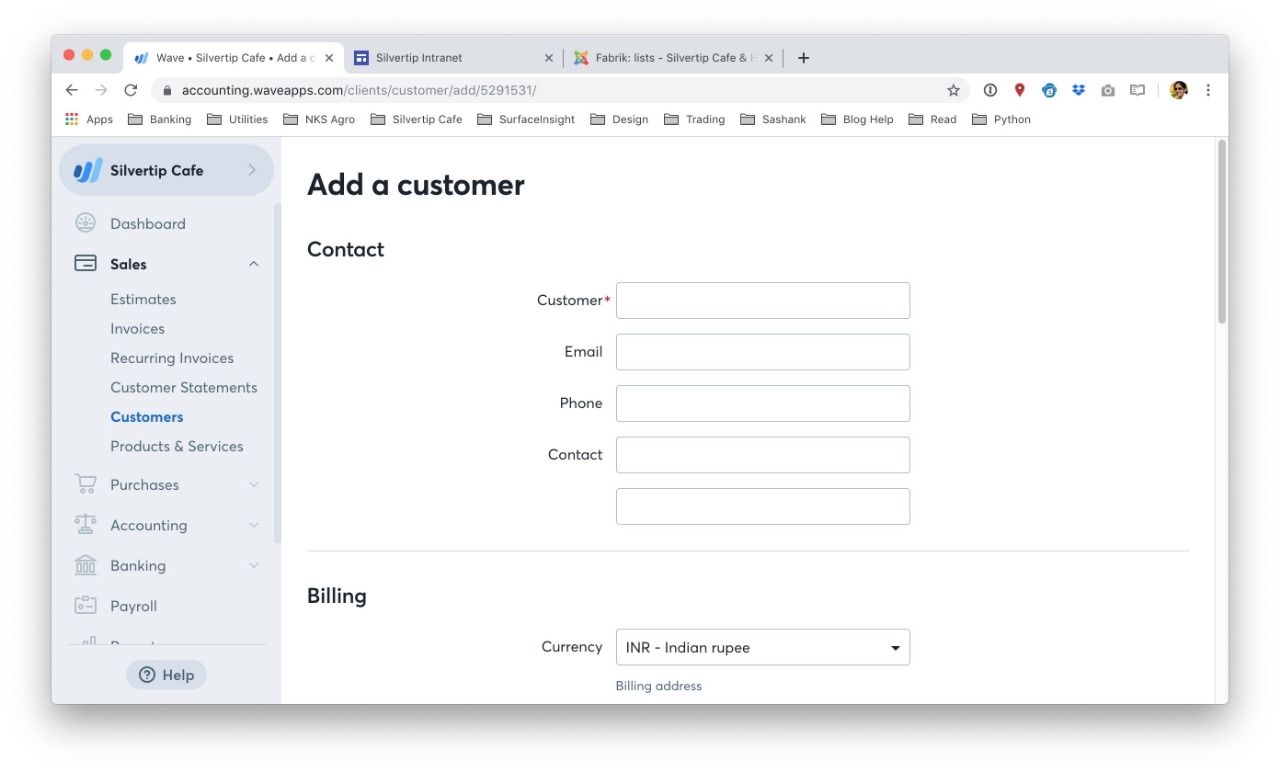 Wave • Silvertip Cafe • Add a c
Silvertip Intranet
Fabrik: lists - Silvertip Cafe &
accounting.waveapps.com/clients/customer/add/5291531/
Apps Banking Utilities NKS Agro Silvertip Cafe SurfaceInsight Design Trading Sashank Blog Help Read Python
Silvertip Cafe
Dashboard
Sales
Estimates
Invoices
Recurring Invoices
Customer Statements
Customers
Products & Services
Purchases
Accounting
Banking
Payroll
Help
Add a customer
Contact
Customer*
Email
Phone
Contact
Billing
Currency INR - Indian rupee
Billing address